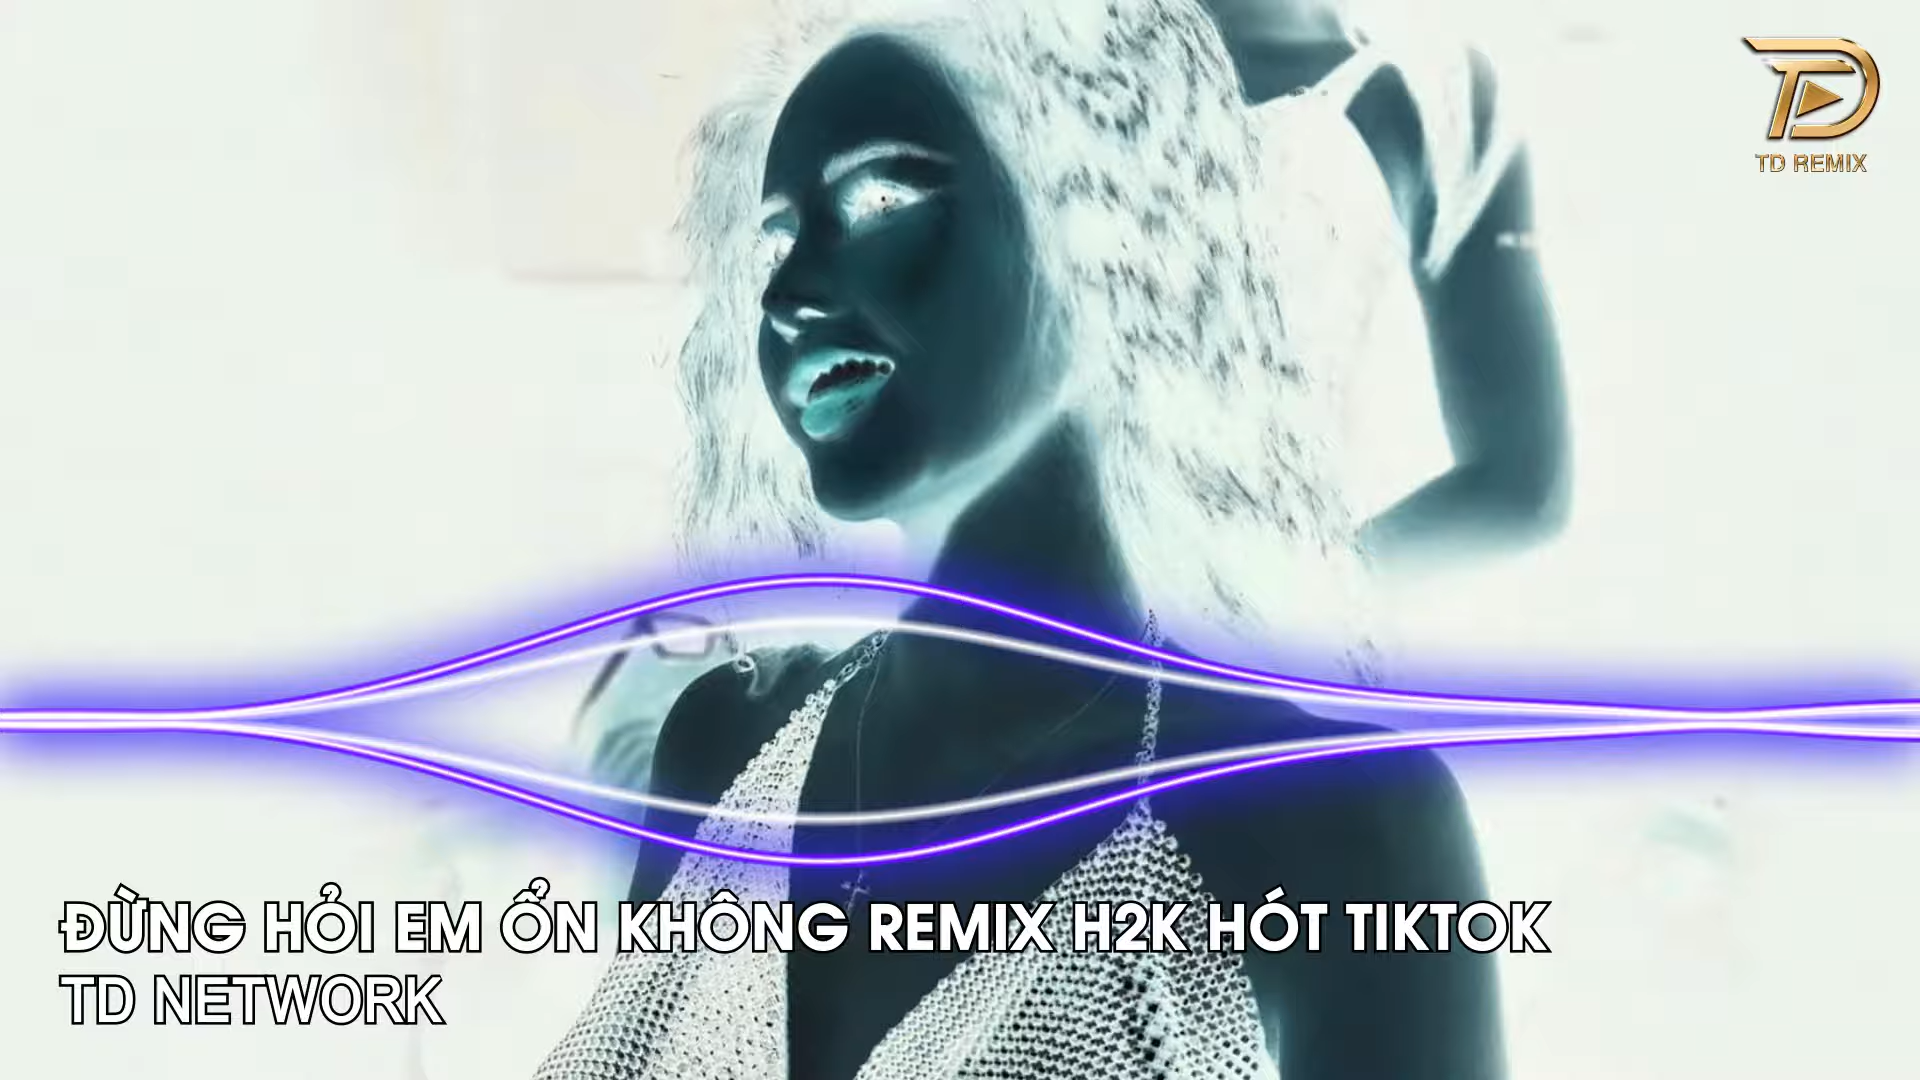 TD REMIX
ĐỪNG HỎI EM ỔN KHÔNG REMIX H2K HÓT TIKTOK
TD NETWORK